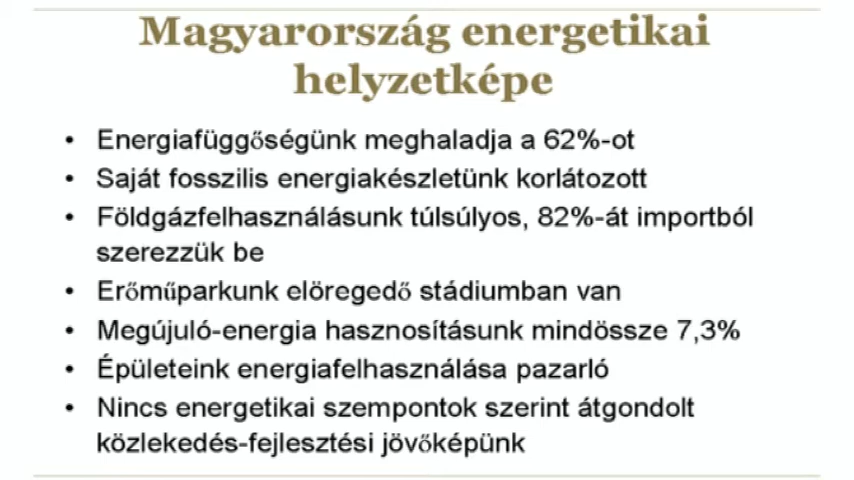 Magyarország energetikai
helyzetképe
• Energiafüggőségünk meghaladja a 62%-ot
• Saját fosszilis energiakészletünk korlátozott
• Földgázfelhasználásunk túlsúlyos, 82%-át importból
szerezzük be
• Erőműparkunk elöregedő stádiumban van
• Megújuló-energia hasznosításunk mindössze 7,3%
• Épületeink energiafelhasználása pazarló
• Nincs energetikai szempontok szerint átgondolt
közlekedés-fejlesztési jövőképünk